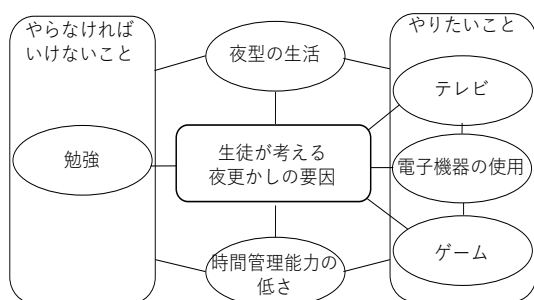 やらなければ
いけないこと
勉強
夜型の生活
生徒が考える
夜更かしの要因
時間管理能力の
低さ
やりたいこと
テレビ
電子機器の使用
ゲーム